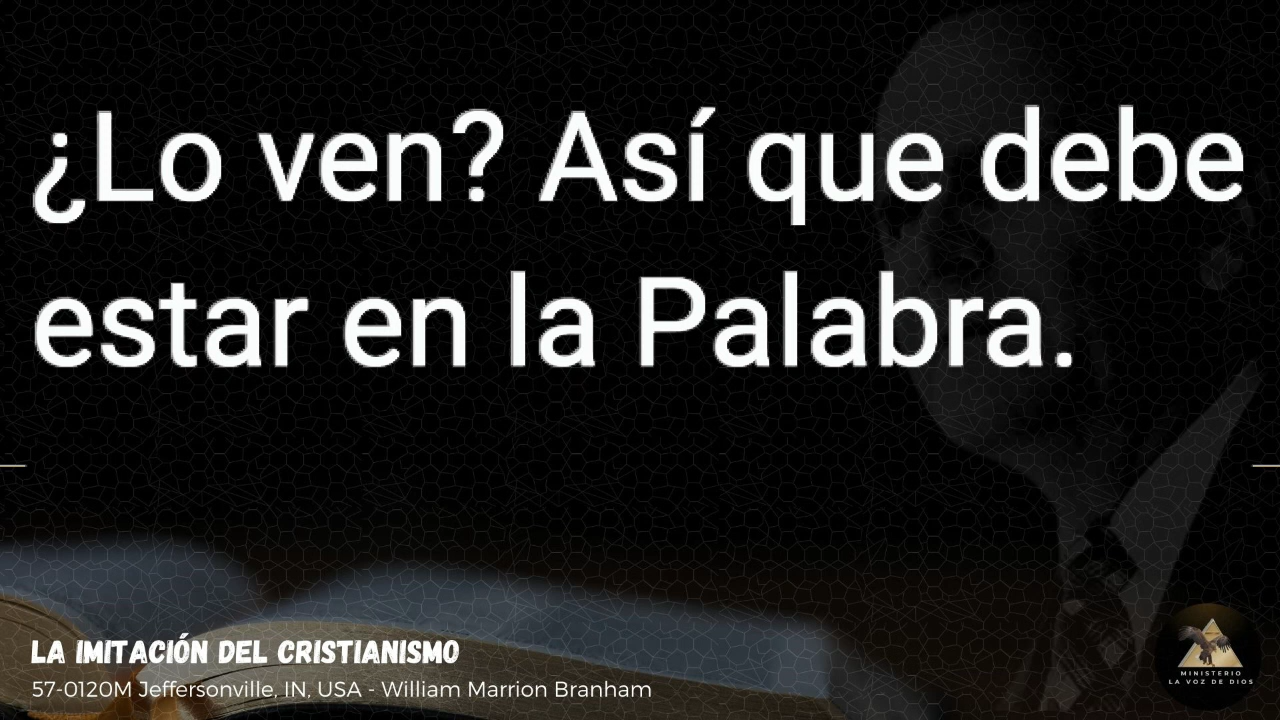 ¿Lo ven? Así que debe
estar en la Palabra.
LA IMITACIÓN DEL CRISTIANISMO
57-0120M Jeffersonville, IN, USA - William Marrion Branham
MINISTERIO
LA VOZ DE DIOS